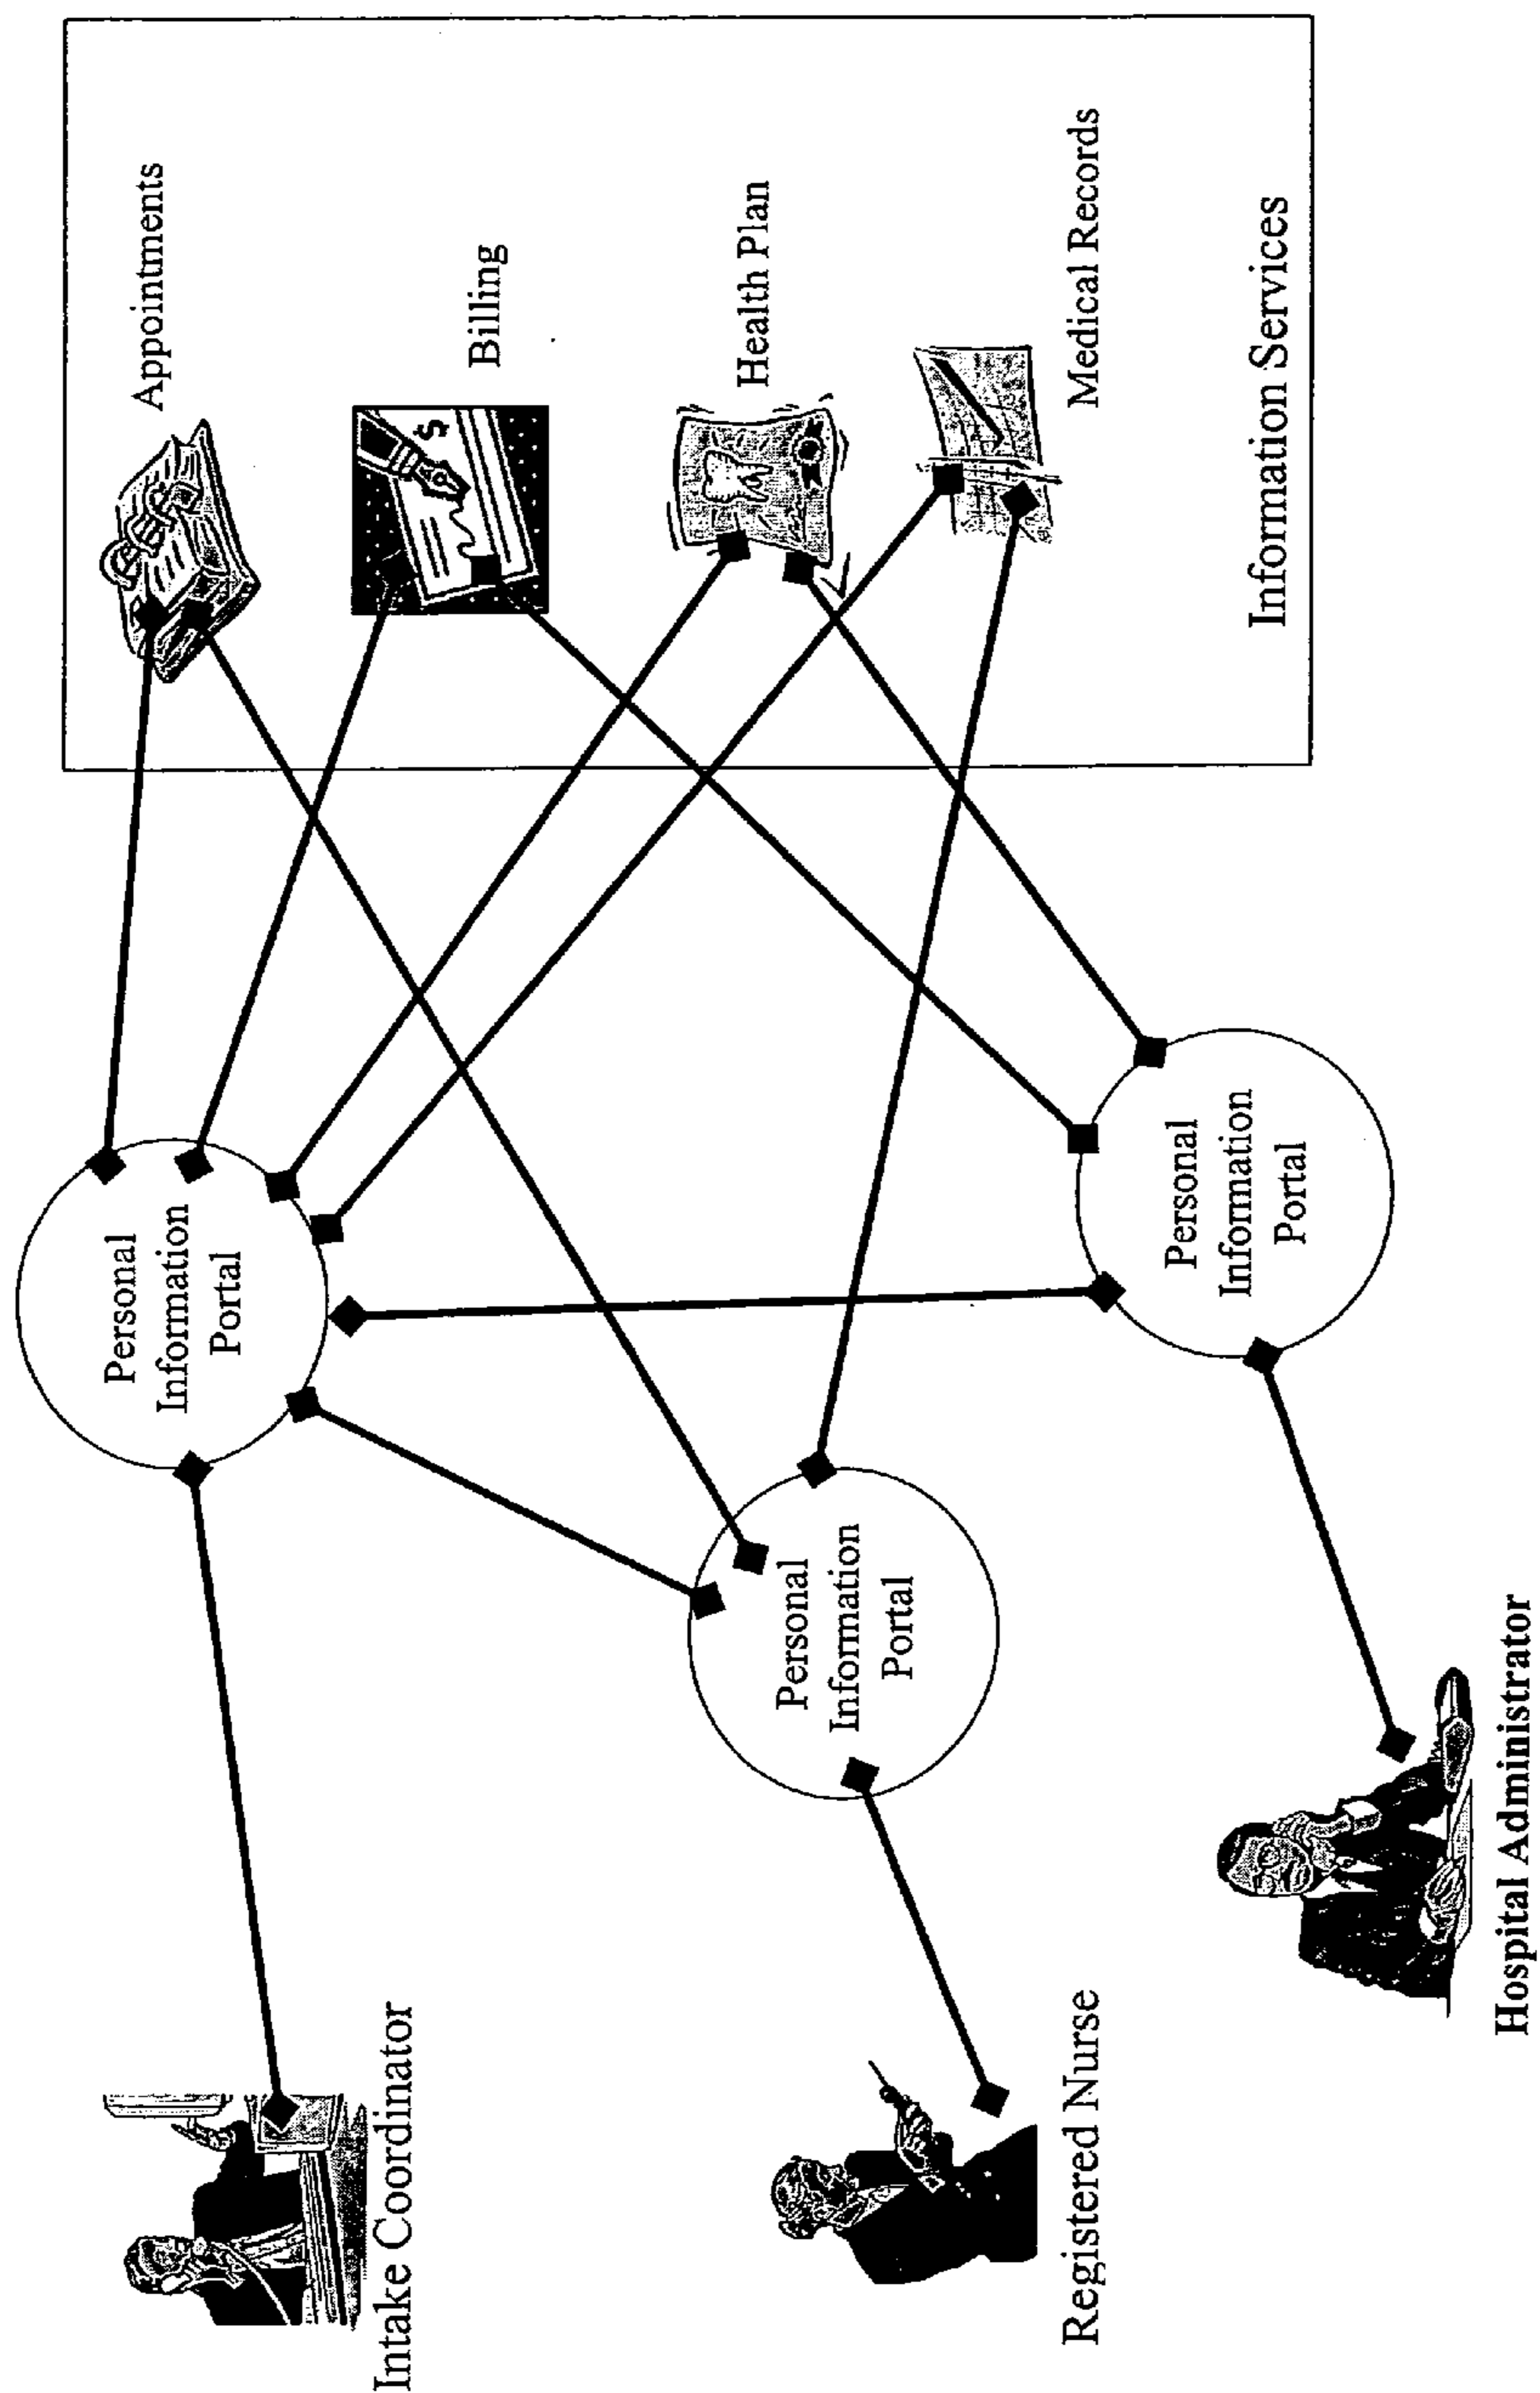 Intake Coordinator
Registered Nurse
Hospital Administrator
Personal
Information
Portal
Personal
Information
Portal
Personal
Information
Portal
Appointments
Billing
$
Health Plan
Medical Records
Information Services